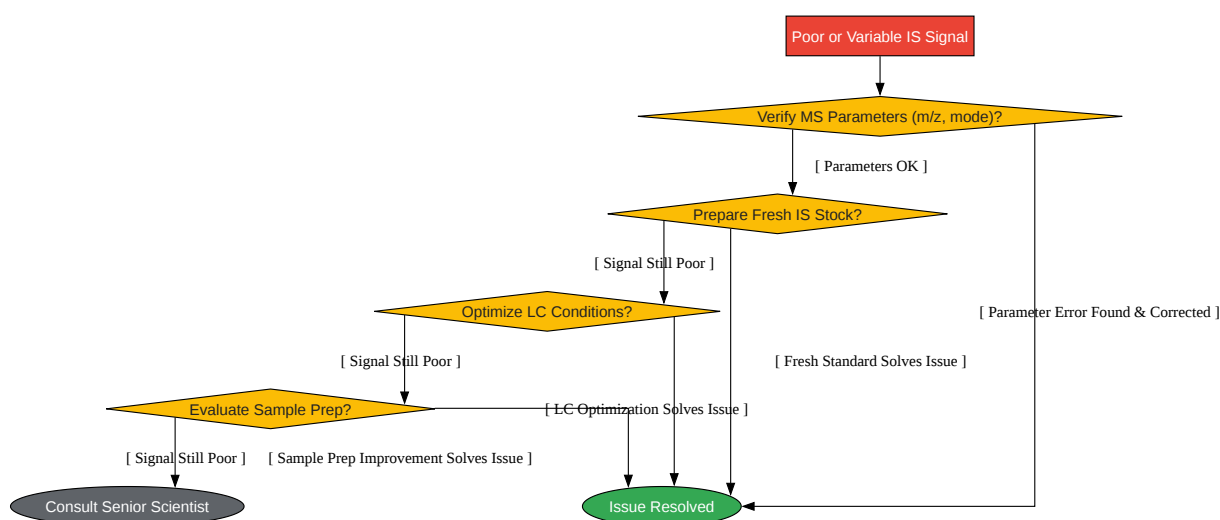 Poor or Variable IS Signal
Verify MS Parameters (m/z, mode)?
[ Parameters OK ]
Prepare Fresh IS Stock?
[ Signal Still Poor ]
Optimize LC Conditions?
[ Parameter Error Found & Corrected ]
[ Signal Still Poor ]
[ Fresh Standard Solves Issue ]
Evaluate Sample Prep?
[ LC Optimization Solves Issue ]
[ Signal Still Poor ]
[ Sample Prep Improvement Solves Issue ]
Consult Senior Scientist
Issue Resolved